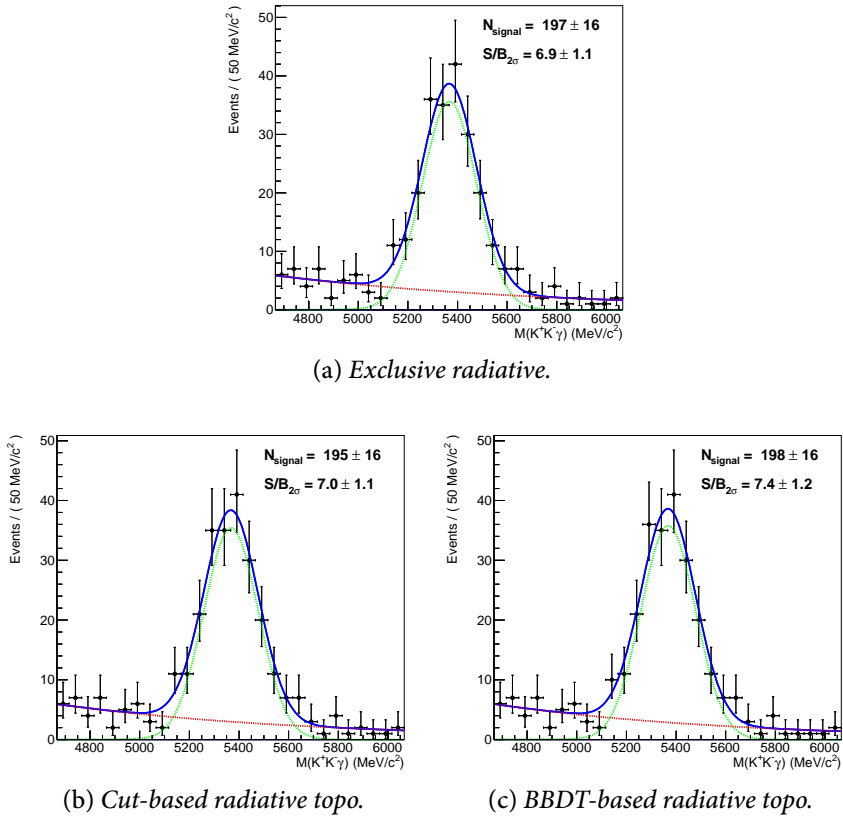 Events / ( 50 MeV/c²  )
50
40
30
20
10
0
N_signal =  197 ± 16
S/B_2σ = 6.9 ± 1.1
4800 5000 5200 5400 5600 5800 6000
M(K⁺K⁻γ) (MeV/c²)
(a) Exclusive radiative.
Events / ( 50 MeV/c²  )
50
40
30
20
10
0
N_signal =  195 ± 16
S/B_2σ = 7.0 ± 1.1
4800 5000 5200 5400 5600 5800 6000
M(K⁺K⁻γ) (MeV/c²)
(b) Cut-based radiative topo.
Events / ( 50 MeV/c²  )
50
40
30
20
10
0
N_signal =  198 ± 16
S/B_2σ = 7.4 ± 1.2
4800 5000 5200 5400 5600 5800 6000
M(K⁺K⁻γ) (MeV/c²)
(c) BBDT-based radiative topo.